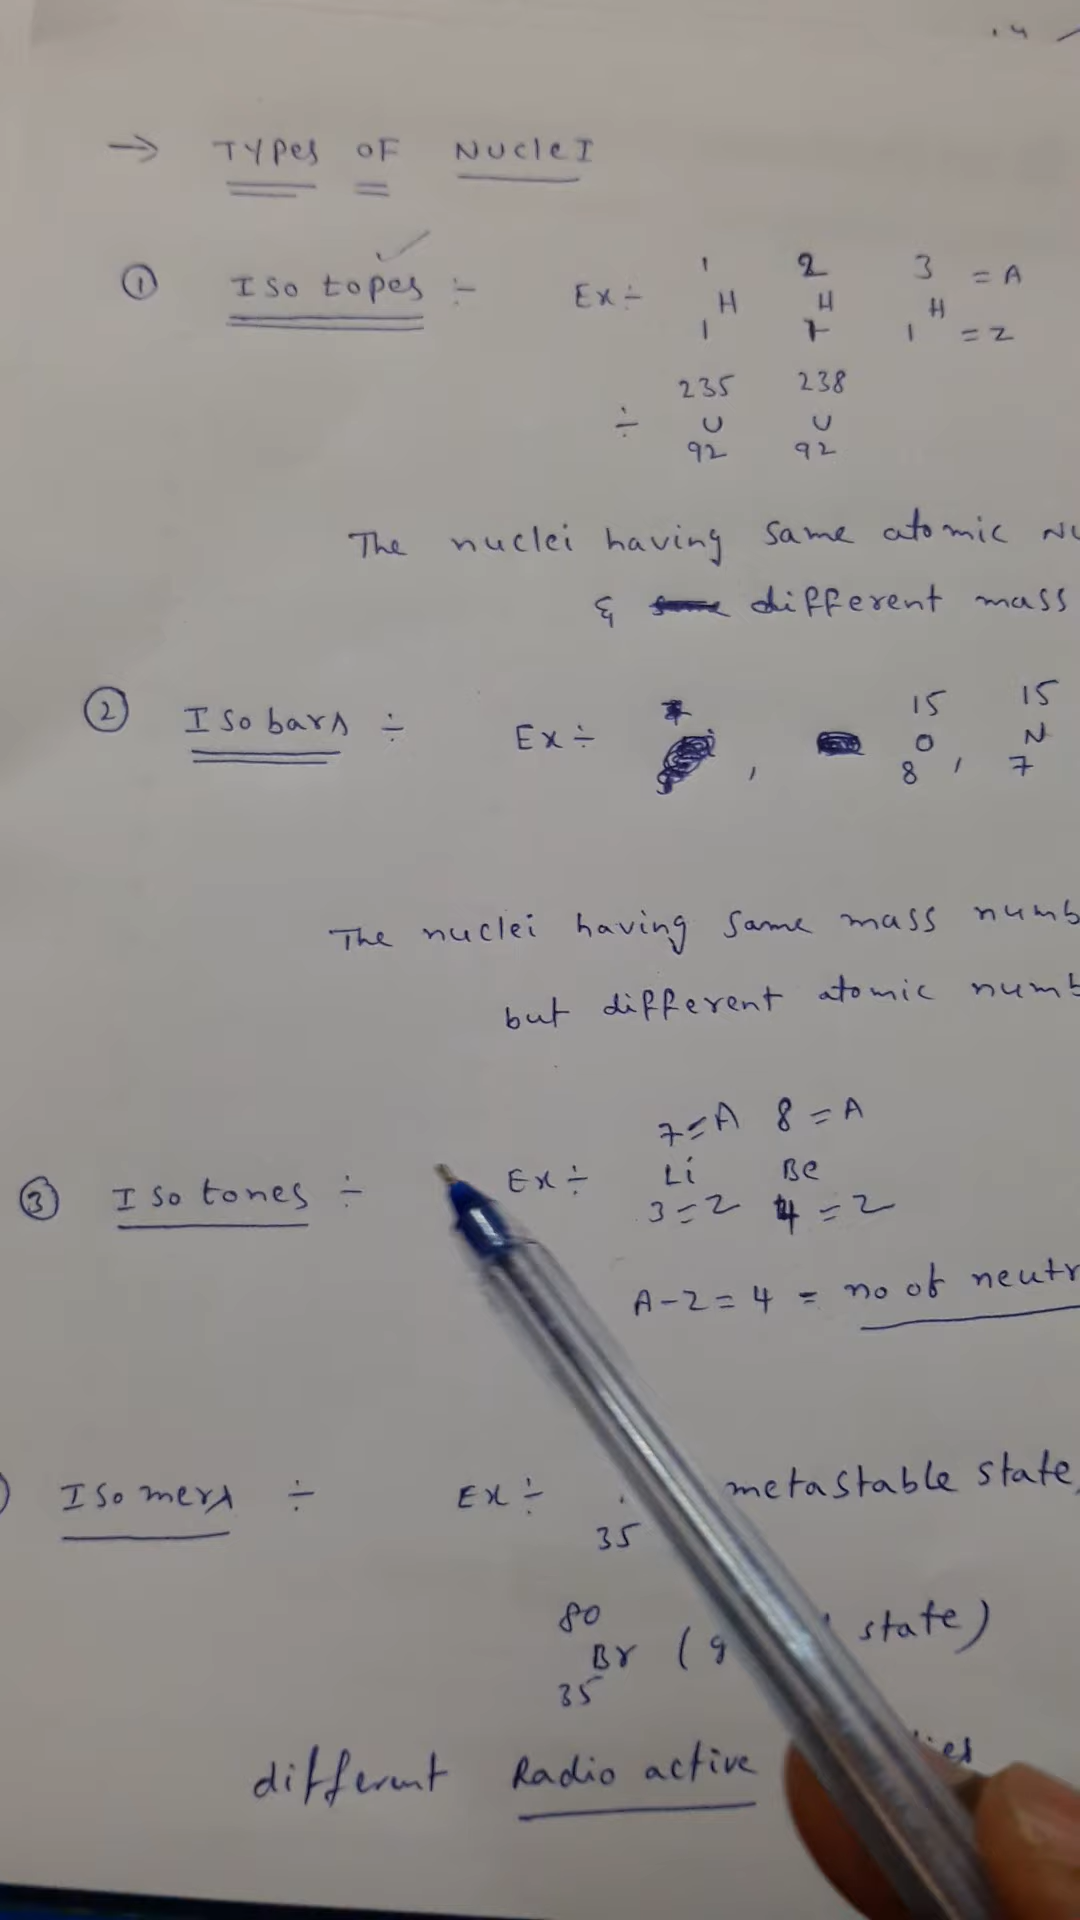 → Types OF NucleI
① Isotopes :- Ex ÷ 1 2 3 = A
H H H
1 1 1 = Z
235 238
÷ U U
92 92
The nuclei having same atomic Nu
& different mass
② Isobars ÷ Ex ÷ , 15 15
O N
8 , 7
The nuclei having same mass numb
but different atomic numb
7=A 8=A
③ Isotones ÷ Ex ÷ Li Be
3=Z 4=Z
A-Z=4 = no of neutr
Isomers ÷ Ex ÷ metastable state,
35
80
Br (g state)
35
different Radio active